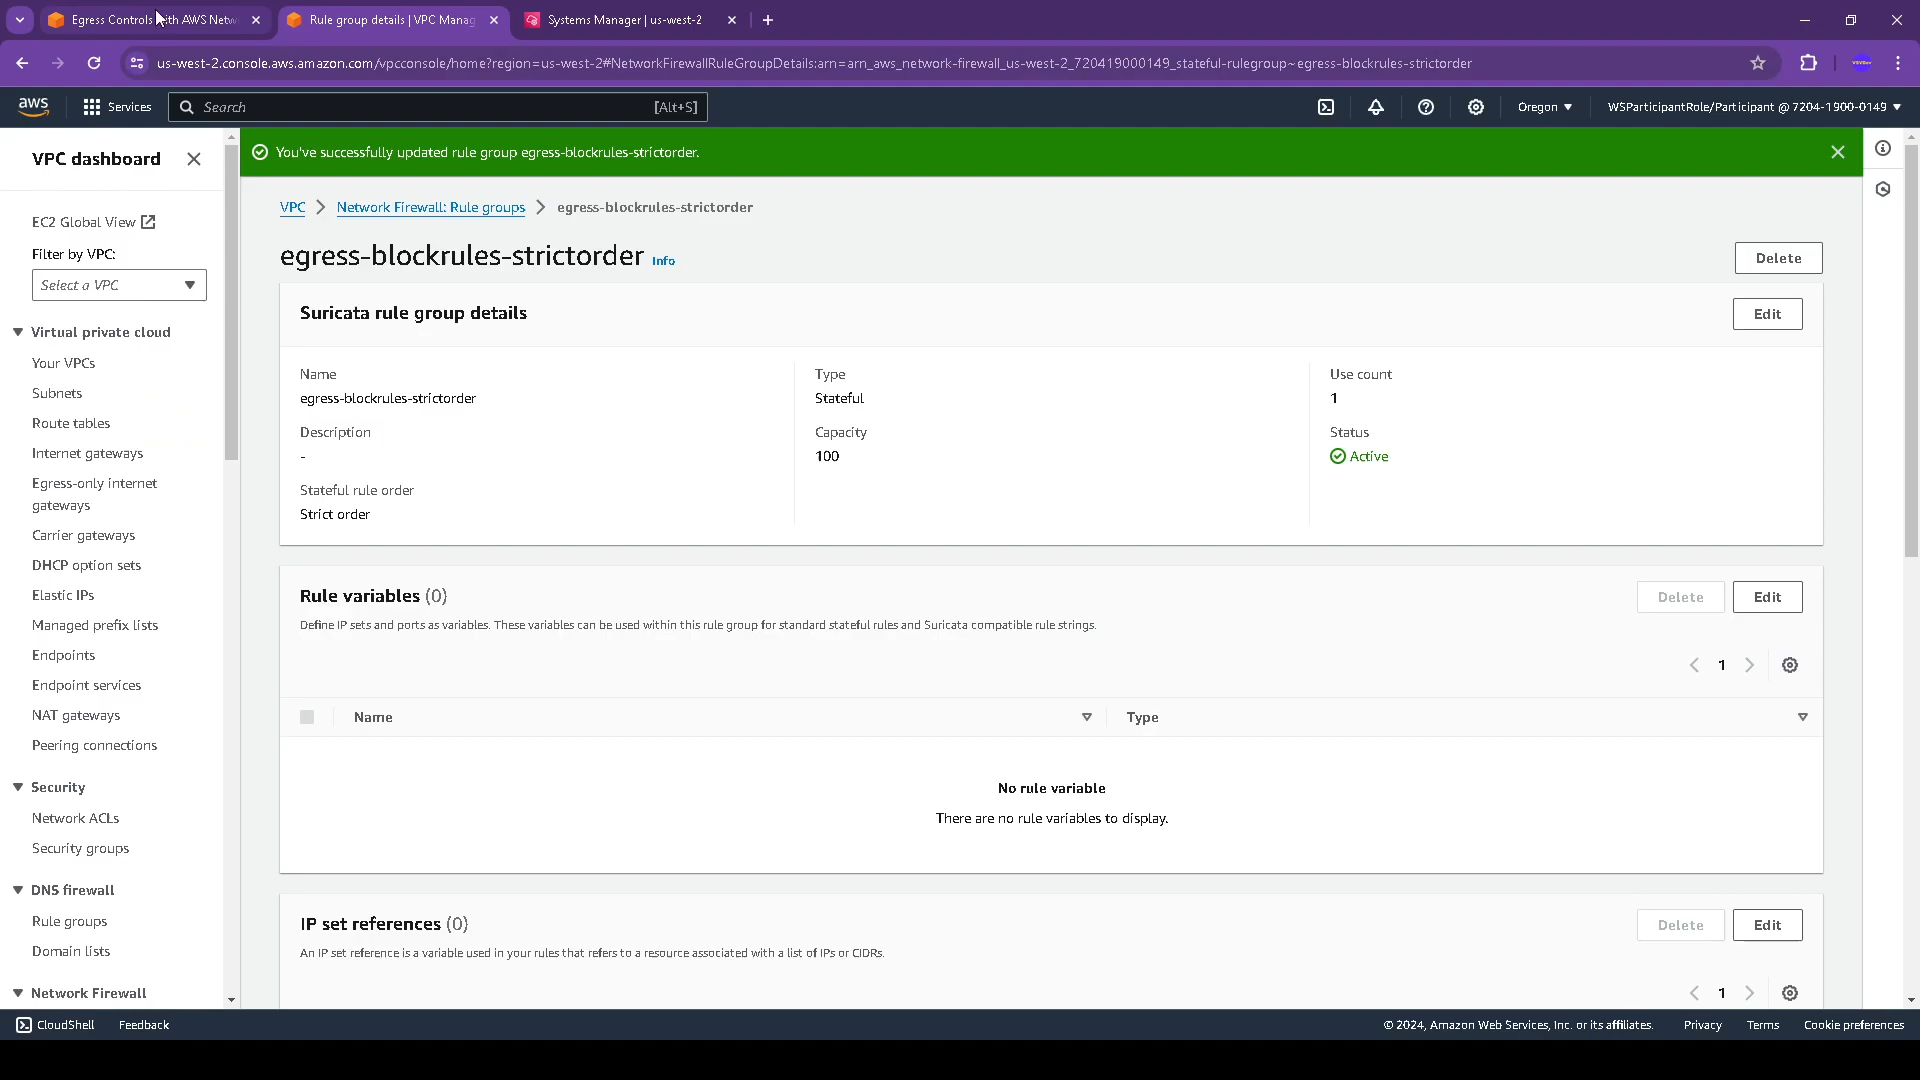 Egress Controls with AWS Netw
Rule group details | VPC Manag
Systems Manager | us-west-2
us-west-2.console.aws.amazon.com/vpcconsole/home?region=us-west-2#NetworkFirewallRuleGroupDetails:arn=arn_aws_network-firewall_us-west-2_720419000149_stateful-rulegroup~egress-blockrules-strictorder
aws
Services
Search
[Alt+S]
Oregon
WSParticipantRole/Participant @ 7204-1900-0149
VPC dashboard
EC2 Global View
Filter by VPC:
Select a VPC
Virtual private cloud
Your VPCs
Subnets
Route tables
Internet gateways
Egress-only internet
gateways
Carrier gateways
DHCP option sets
Elastic IPs
Managed prefix lists
Endpoints
Endpoint services
NAT gateways
Peering connections
Security
Network ACLs
Security groups
DNS firewall
Rule groups
Domain lists
Network Firewall
You've successfully updated rule group egress-blockrules-strictorder.
VPC
Network Firewall: Rule groups
egress-blockrules-strictorder
egress-blockrules-strictorder Info
Delete
Suricata rule group details
Edit
Name
egress-blockrules-strictorder
Description
-
Stateful rule order
Strict order
Type
Stateful
Capacity
100
Use count
1
Status
Active
Rule variables (0)
Delete
Edit
Define IP sets and ports as variables. These variables can be used within this rule group for standard stateful rules and Suricata compatible rule strings.
1
Name
Type
No rule variable
There are no rule variables to display.
IP set references (0)
Delete
Edit
An IP set reference is a variable used in your rules that refers to a resource associated with a list of IPs or CIDRs.
1
CloudShell
Feedback
© 2024, Amazon Web Services, Inc. or its affiliates.
Privacy
Terms
Cookie preferences